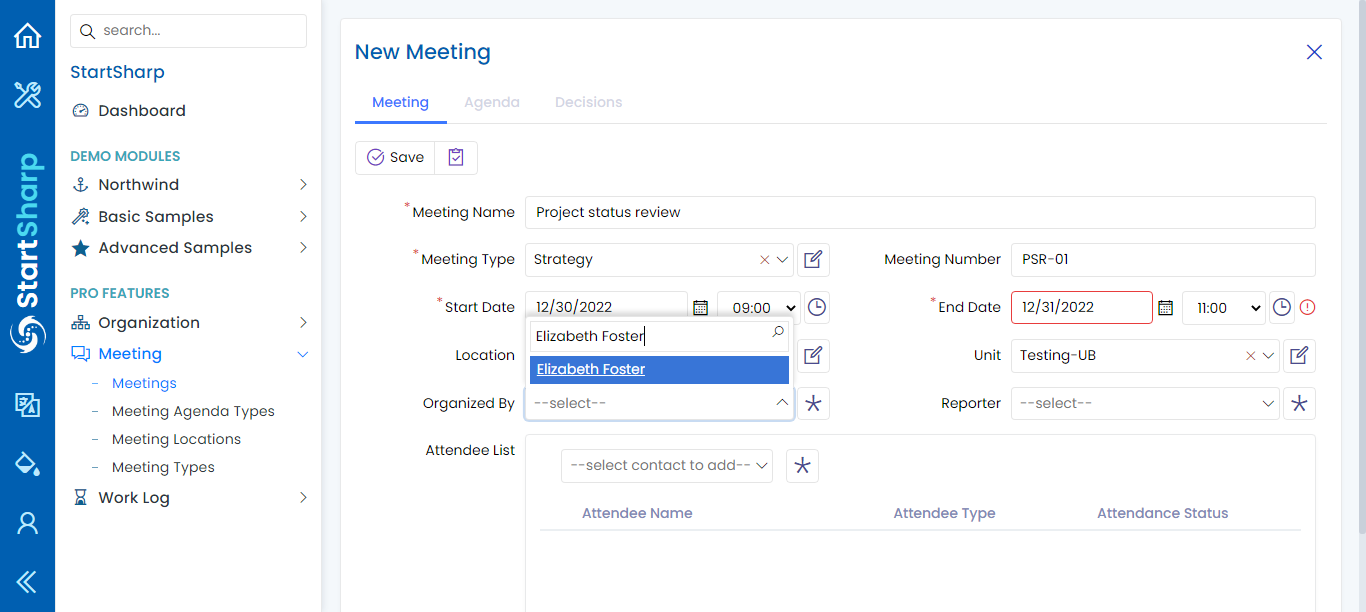 search...
StartSharp
Dashboard
DEMO MODULES
Northwind
Basic Samples
Advanced Samples
PRO FEATURES
Organization
Meeting
Meetings
Meeting Agenda Types
Meeting Locations
Meeting Types
Work Log
StartSharp
New Meeting
Meeting Agenda Decisions
Save
*Meeting Name Project status review
*Meeting Type Strategy Meeting Number PSR-01
*Start Date 12/30/2022 09:00 *End Date 12/31/2022 11:00
Elizabeth Foster
Location Unit Testing-UB
Elizabeth Foster
Organized By --select-- Reporter --select--
Attendee List
--select contact to add--
Attendee Name Attendee Type Attendance Status